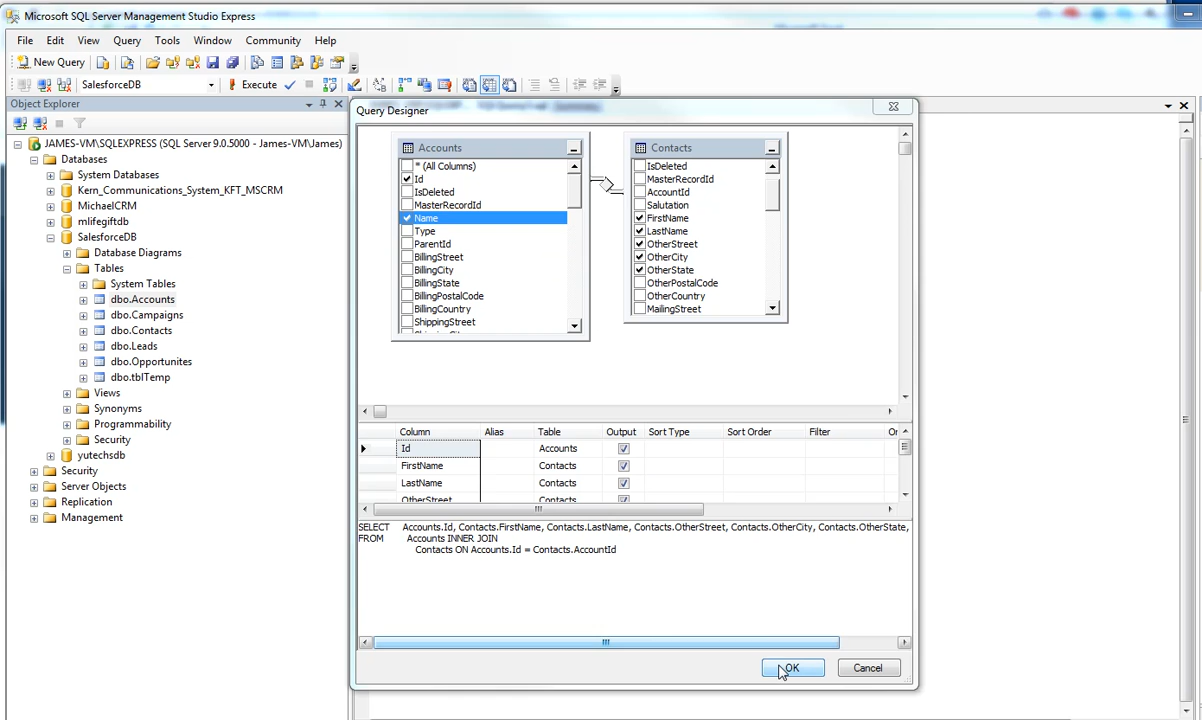 Microsoft SQL Server Management Studio Express
File Edit View Query Tools Window Community Help
New Query
SalesforceDB Execute
Object Explorer
JAMES-VM\SQLEXPRESS (SQL Server 9.0.5000 - James-VM\James)
Databases
System Databases
Kern_Communications_System_KFT_MSCRM
MichaelCRM
mlifegiftdb
SalesforceDB
Database Diagrams
Tables
System Tables
dbo.Accounts
dbo.Campaigns
dbo.Contacts
dbo.Leads
dbo.Opportunites
dbo.tblTemp
Views
Synonyms
Programmability
Security
yutechsdb
Security
Server Objects
Replication
Management
Query Designer
Accounts
* (All Columns)
Id
IsDeleted
MasterRecordId
Name
Type
ParentId
BillingStreet
BillingCity
BillingState
BillingPostalCode
BillingCountry
ShippingStreet
Contacts
IsDeleted
MasterRecordId
AccountId
Salutation
FirstName
LastName
OtherStreet
OtherCity
OtherState
OtherPostalCode
OtherCountry
MailingStreet
Column Alias Table Output Sort Type Sort Order Filter
Id Accounts
FirstName Contacts
LastName Contacts
OtherStreet Contacts
SELECT Accounts.Id, Contacts.FirstName, Contacts.LastName, Contacts.OtherStreet, Contacts.OtherCity, Contacts.OtherState,
FROM Accounts INNER JOIN
Contacts ON Accounts.Id = Contacts.AccountId
OK Cancel